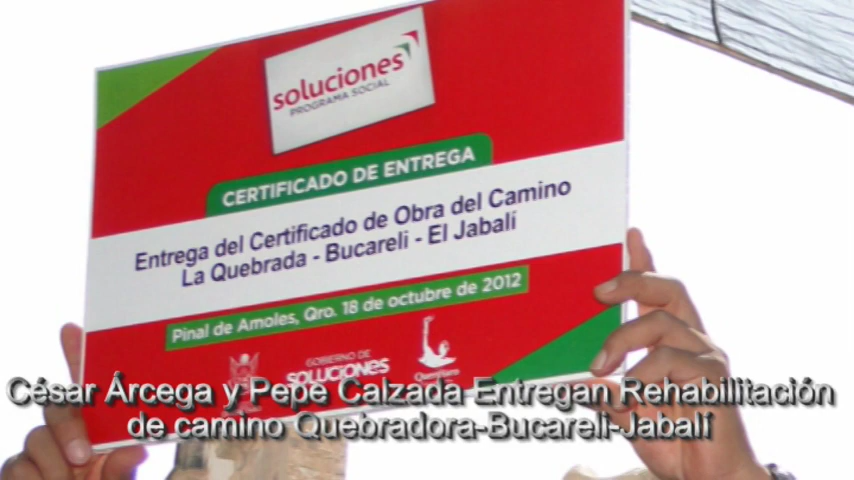 soluciones
PROGRAMA SOCIAL
CERTIFICADO DE ENTREGA
Entrega del Certificado de Obra del Camino
La Quebrada - Bucareli - El Jabalí
Pinal de Amoles, Qro. 18 de octubre de 2012
GOBIERNO DE
SOLUCIONES
Querétaro
César Árcega y Pepe Calzada Entregan Rehabilitación
de camino Quebradora-Bucareli-Jabalí